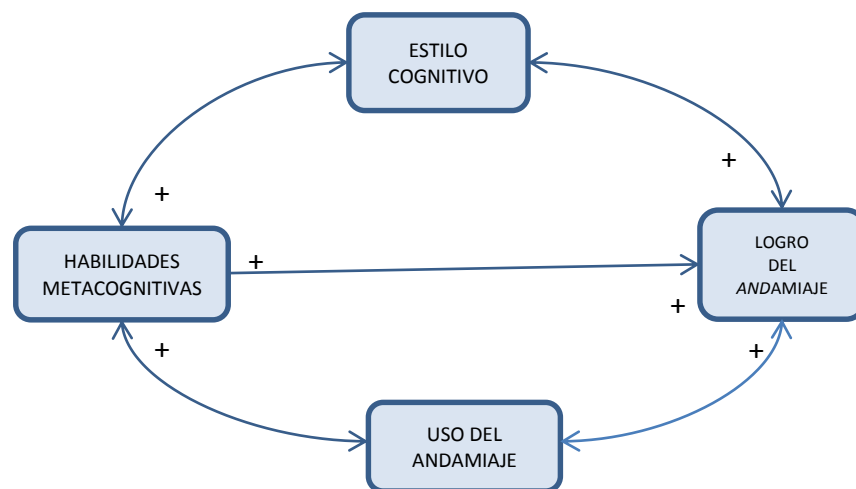 ESTILO
COGNITIVO
+
+
HABILIDADES
METACOGNITIVAS
+
LOGRO
DEL
ANDAMIAJE
+
+
+
USO DEL
ANDAMIAJE